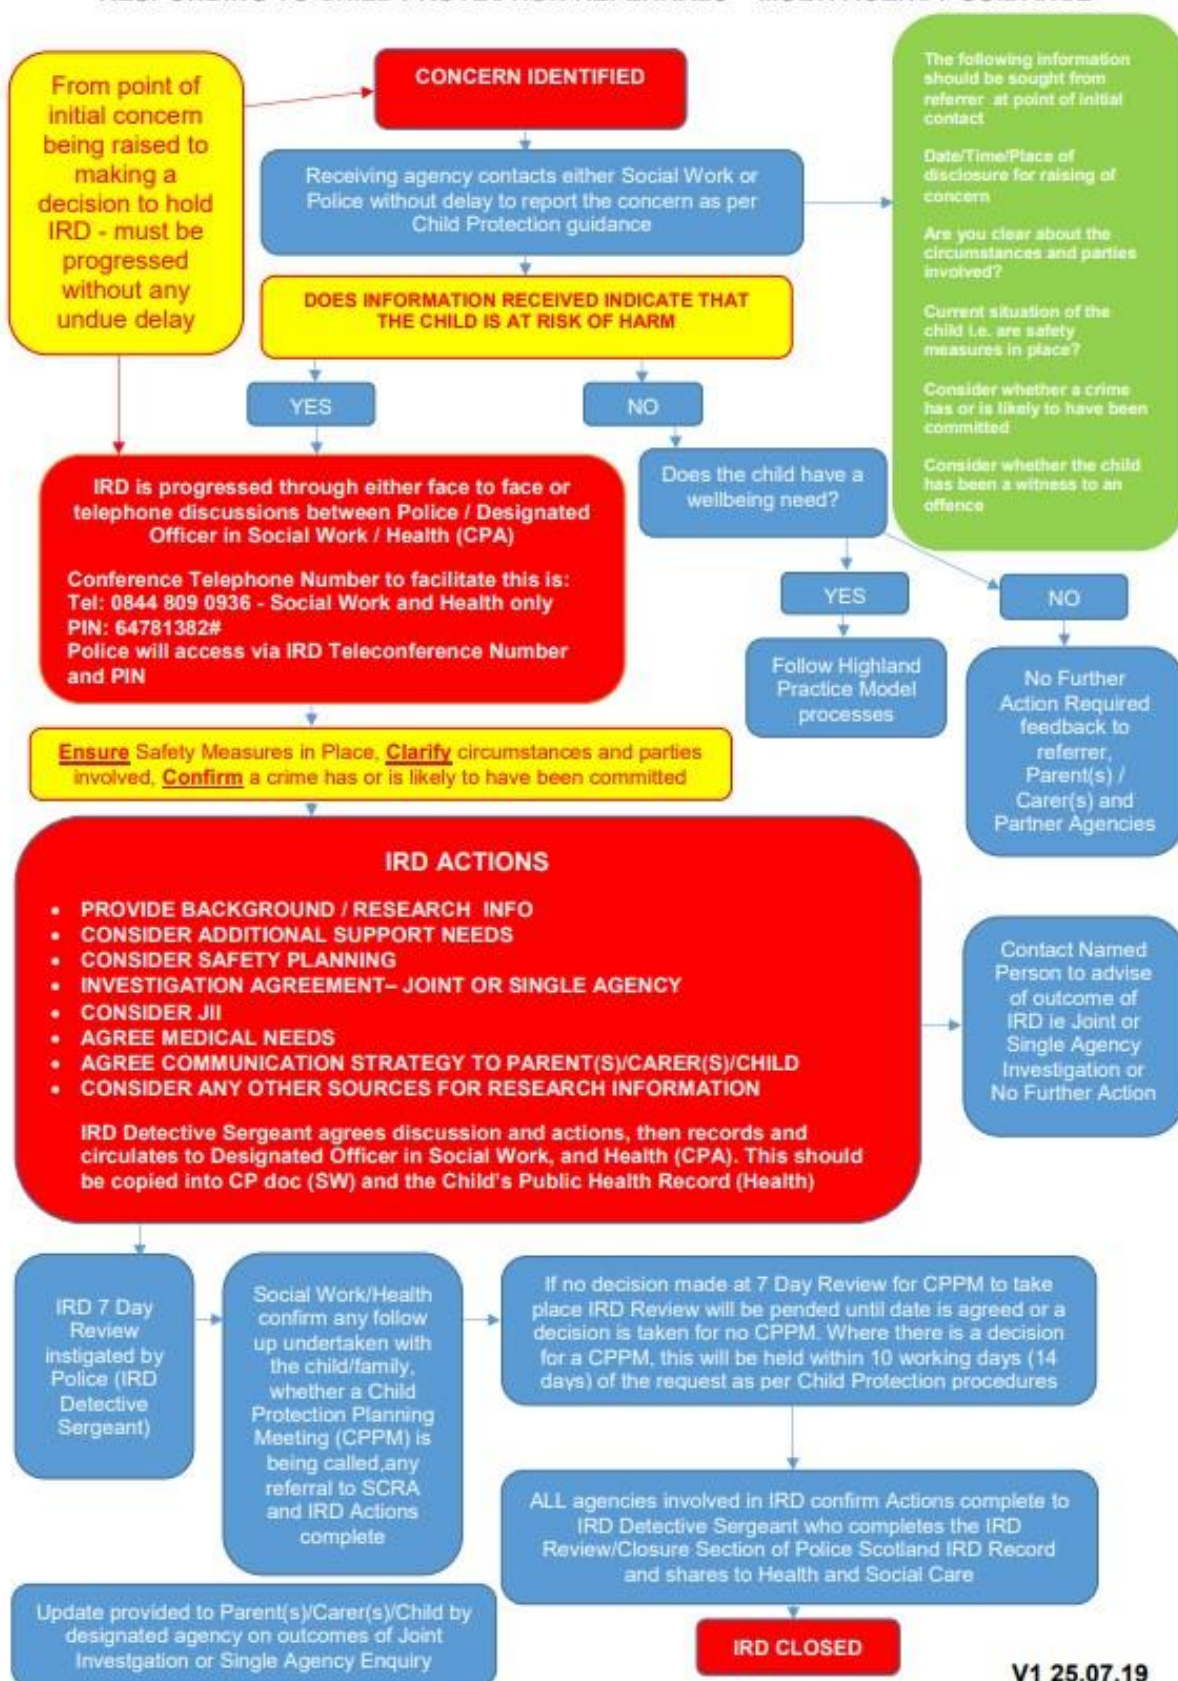 From point of
initial concern
being raised to
making a
decision to hold
IRD - must be
progressed
without any
undue delay
CONCERN IDENTIFIED
Receiving agency contacts either Social Work or
Police without delay to report the concern as per
Child Protection guidance
The following information
should be sought from
referrer at point of initial
contact
Date/Time/Place of
disclosure for raising of
concern
Are you clear about the
circumstances and parties
involved?
Current situation of the
child i.e. are safety
measures in place?
Consider whether a crime
has or is likely to have been
committed
Consider whether the child
has been a witness to an
offence
DOES INFORMATION RECEIVED INDICATE THAT
THE CHILD IS AT RISK OF HARM
YES
NO
IRD is progressed through either face to face or
telephone discussions between Police / Designated
Officer in Social Work / Health (CPA)
Conference Telephone Number to facilitate this is:
Tel: 0844 809 0936 - Social Work and Health only
PIN: 64781382#
Police will access via IRD Teleconference Number
and PIN
Does the child have a
wellbeing need?
YES
NO
Follow Highland
Practice Model
processes
No Further
Action Required
feedback to
referrer,
Parent(s) /
Carer(s) and
Partner Agencies
Ensure Safety Measures in Place, Clarify circumstances and parties
involved, Confirm a crime has or is likely to have been committed
IRD ACTIONS
• PROVIDE BACKGROUND / RESEARCH INFO
• CONSIDER ADDITIONAL SUPPORT NEEDS
• CONSIDER SAFETY PLANNING
• INVESTIGATION AGREEMENT– JOINT OR SINGLE AGENCY
• CONSIDER JII
• AGREE MEDICAL NEEDS
• AGREE COMMUNICATION STRATEGY TO PARENT(S)/CARER(S)/CHILD
• CONSIDER ANY OTHER SOURCES FOR RESEARCH INFORMATION
IRD Detective Sergeant agrees discussion and actions, then records and
circulates to Designated Officer in Social Work, and Health (CPA). This should
be copied into CP doc (SW) and the Child's Public Health Record (Health)
Contact Named
Person to advise
of outcome of
IRD ie Joint or
Single Agency
Investigation or
No Further Action
IRD 7 Day
Review
instigated by
Police (IRD
Detective
Sergeant)
Social Work/Health
confirm any follow
up undertaken with
the child/family,
whether a Child
Protection Planning
Meeting (CPPM) is
being called,any
referral to SCRA
and IRD Actions
complete
If no decision made at 7 Day Review for CPPM to take
place IRD Review will be pended until date is agreed or a
decision is taken for no CPPM. Where there is a decision
for a CPPM, this will be held within 10 working days (14
days) of the request as per Child Protection procedures
ALL agencies involved in IRD confirm Actions complete to
IRD Detective Sergeant who completes the IRD
Review/Closure Section of Police Scotland IRD Record
and shares to Health and Social Care
Update provided to Parent(s)/Carer(s)/Child by
designated agency on outcomes of Joint
Investgation or Single Agency Enquiry
IRD CLOSED
V1 25.07.19